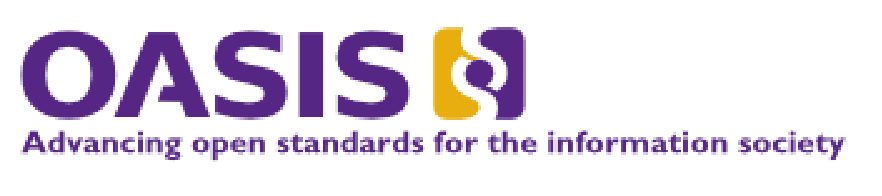 OASIS
Advancing open standards for the information society